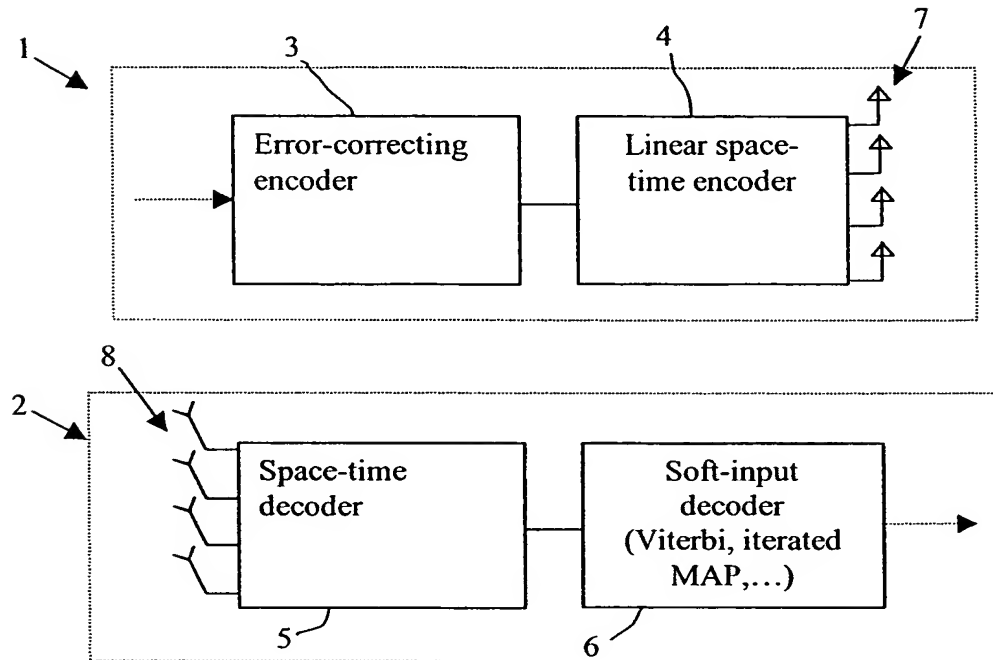 1
3
4
7
Error-correcting
encoder
Linear space-
time encoder
2
8
Space-time
decoder
Soft-input
decoder
(Viterbi, iterated
MAP,...)
5
6